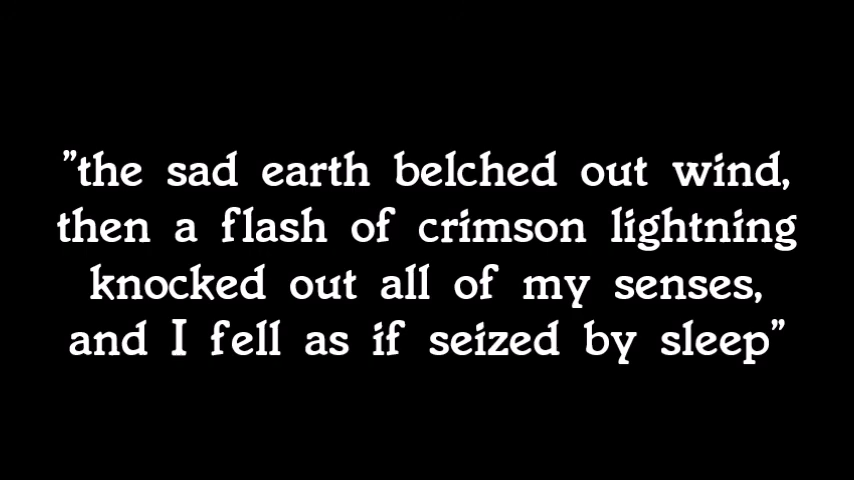 "the sad earth belched out wind,
then a flash of crimson lightning
knocked out all of my senses,
and I fell as if seized by sleep"